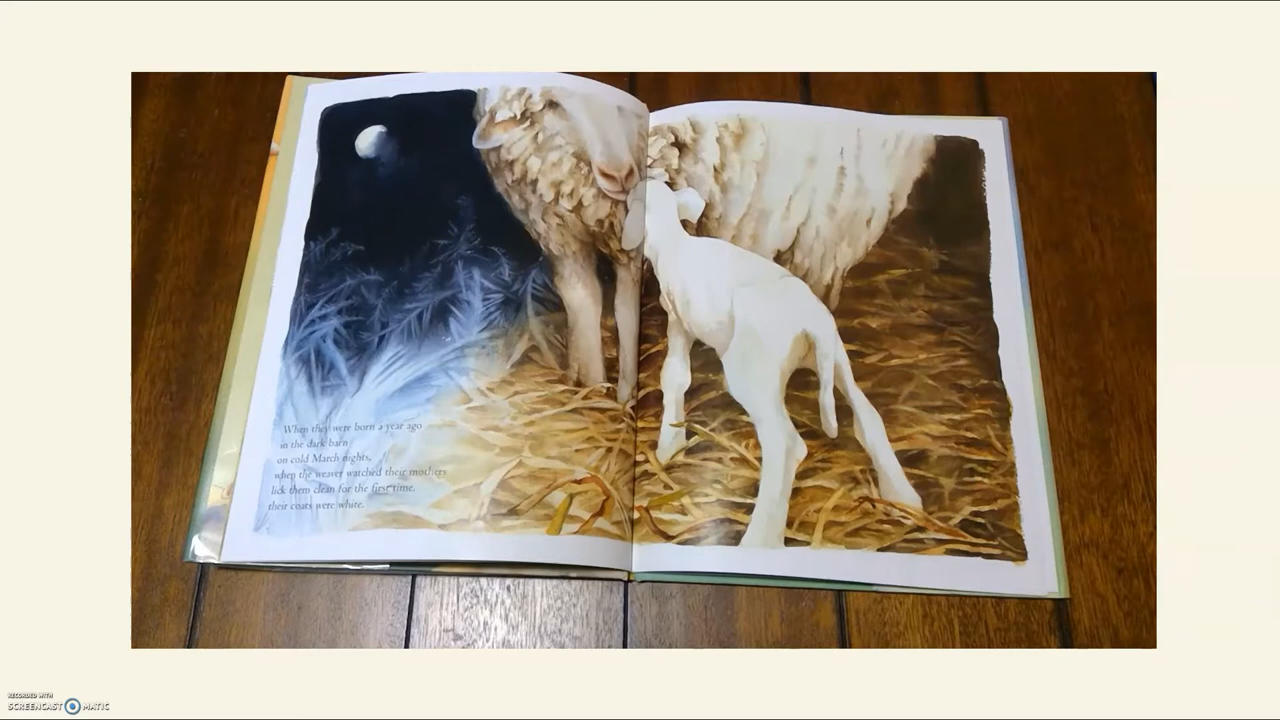 When they were born a year ago
in the dark barn
on cold March nights,
when the weaver watched their mothers
lick them clean for the first time,
their coats were white.
RECORDED WITH
SCREENCAST MATIC